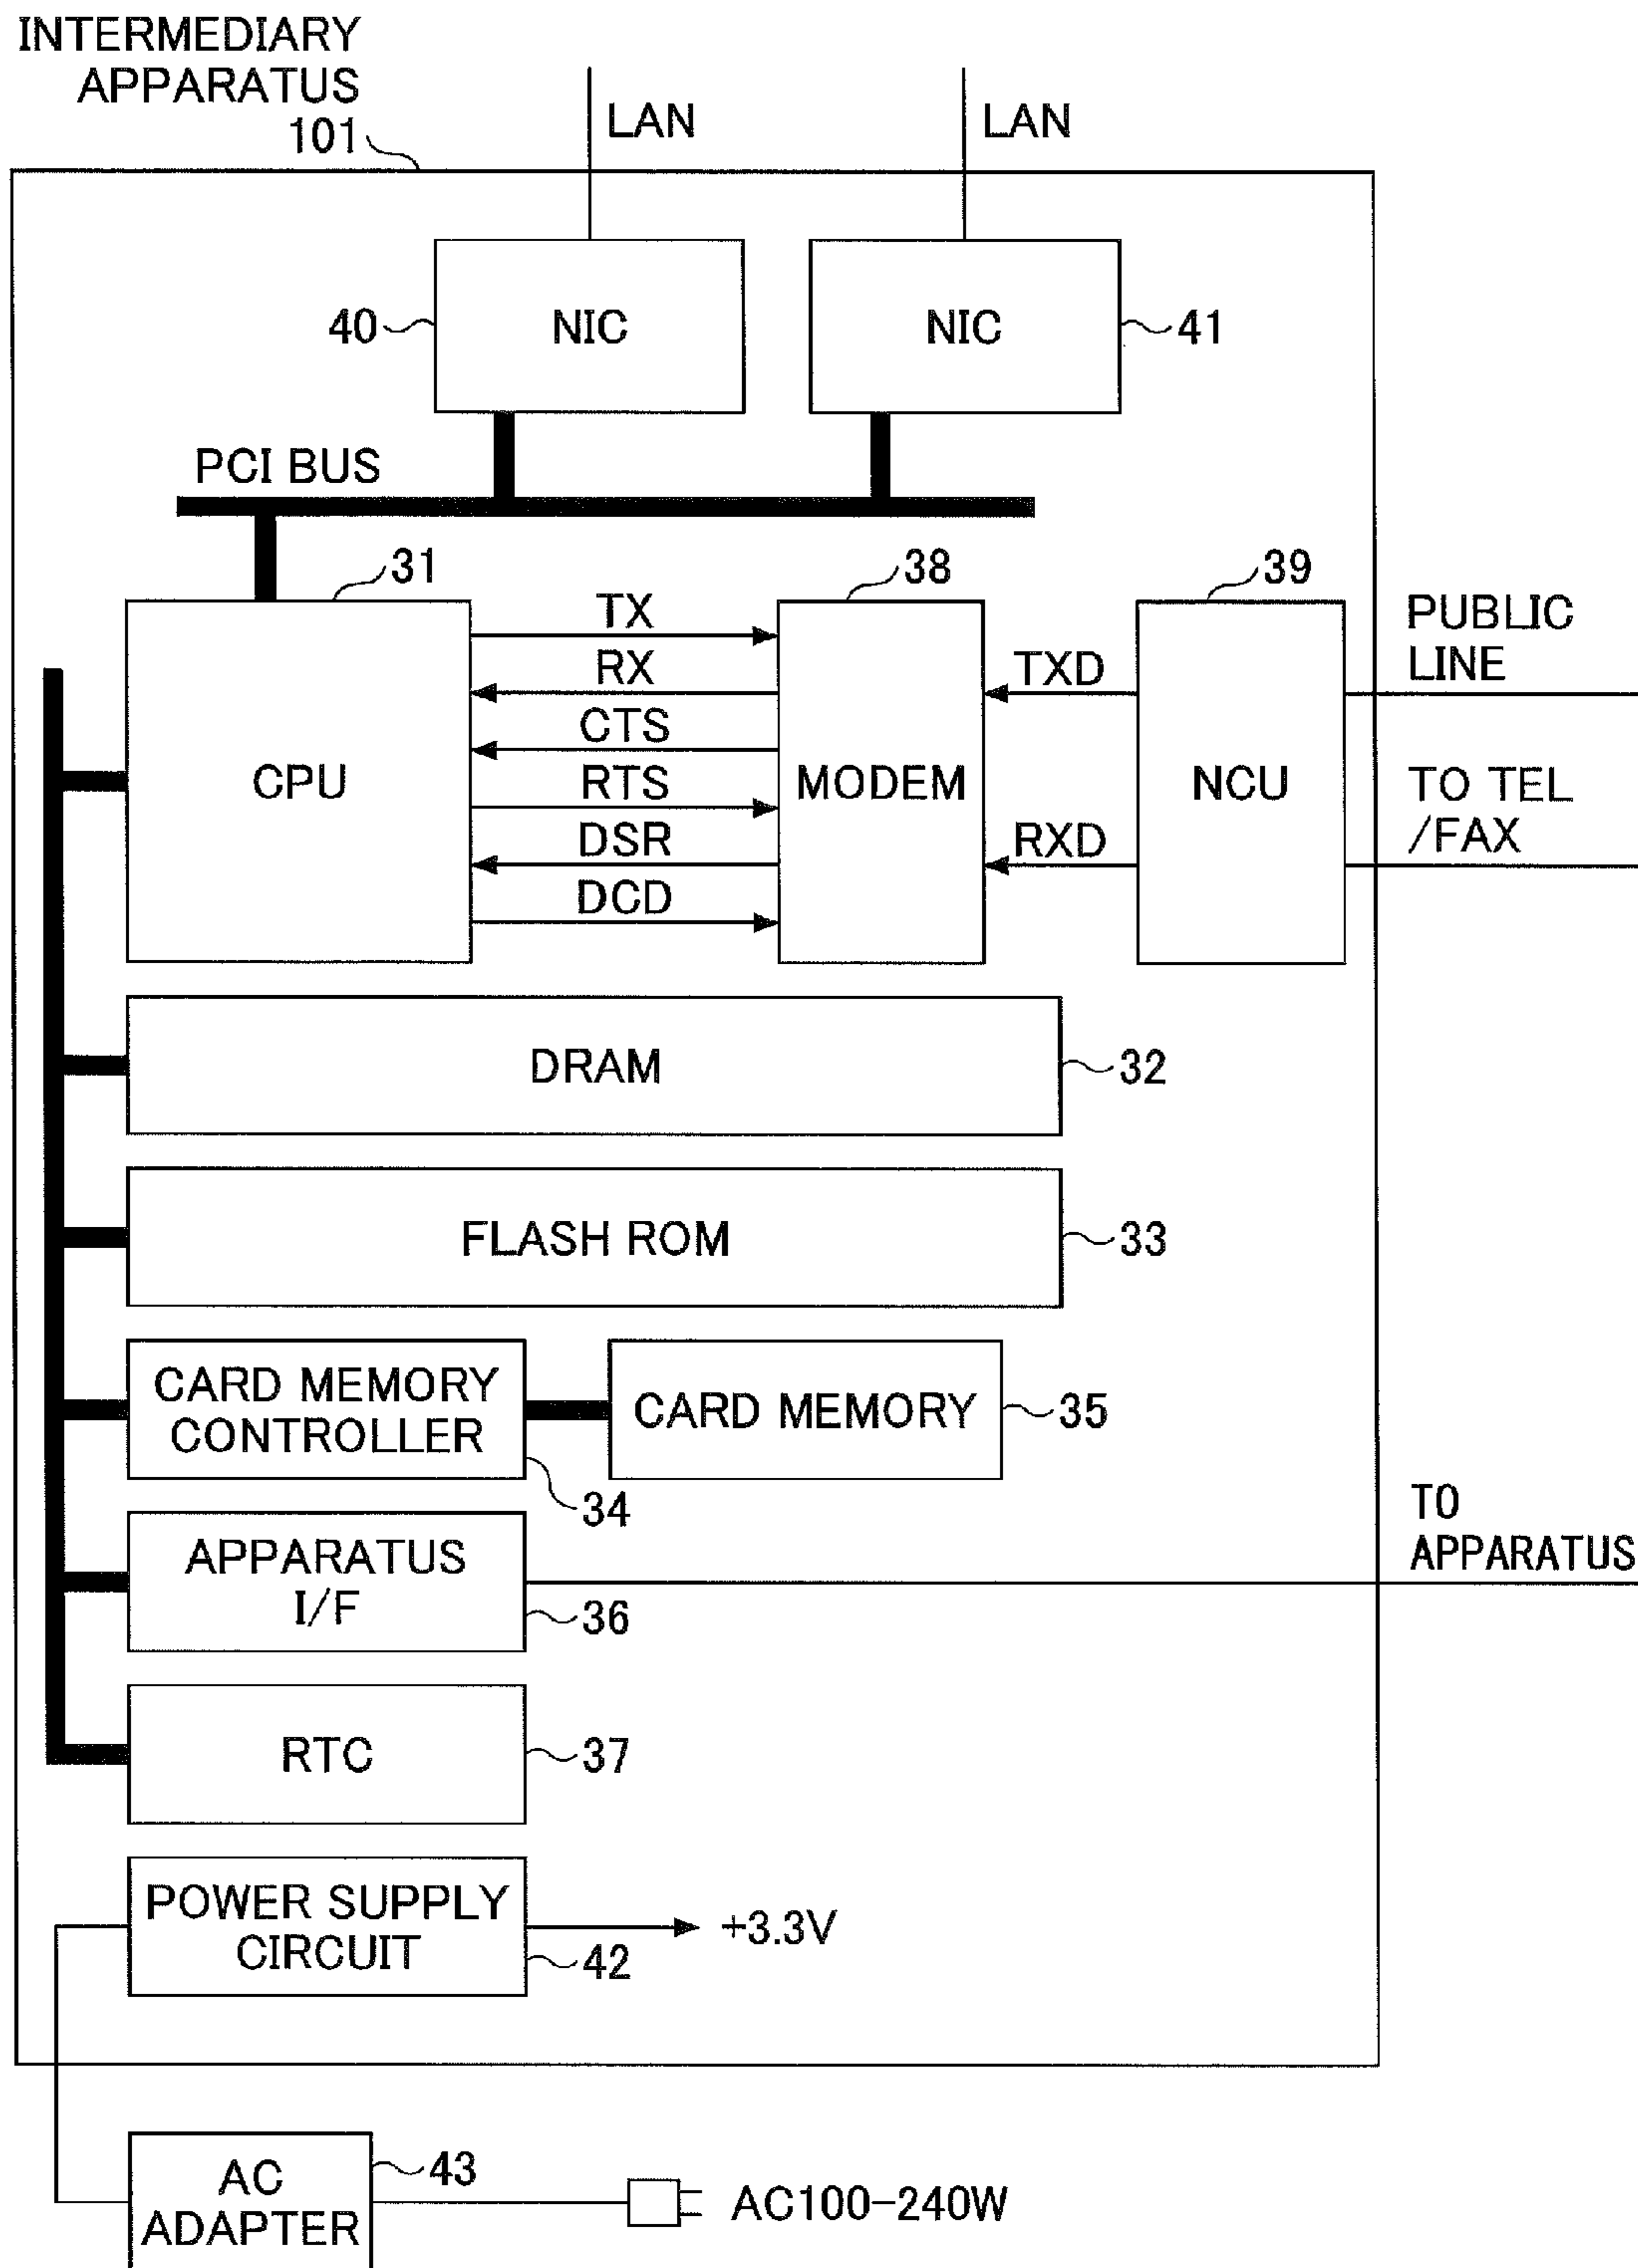 INTERMEDIARY
APPARATUS
101
LAN
LAN
40
NIC
NIC
41
PCI BUS
31
38
39
TX
RX
CTS
RTS
DSR
DCD
CPU
MODEM
TXD
RXD
NCU
PUBLIC
LINE
TO TEL
/FAX
DRAM
32
FLASH ROM
33
CARD MEMORY
CONTROLLER
34
CARD MEMORY
35
APPARATUS
I/F
36
TO
APPARATUS
RTC
37
POWER SUPPLY
CIRCUIT
42
+3.3V
AC
ADAPTER
43
AC100-240W